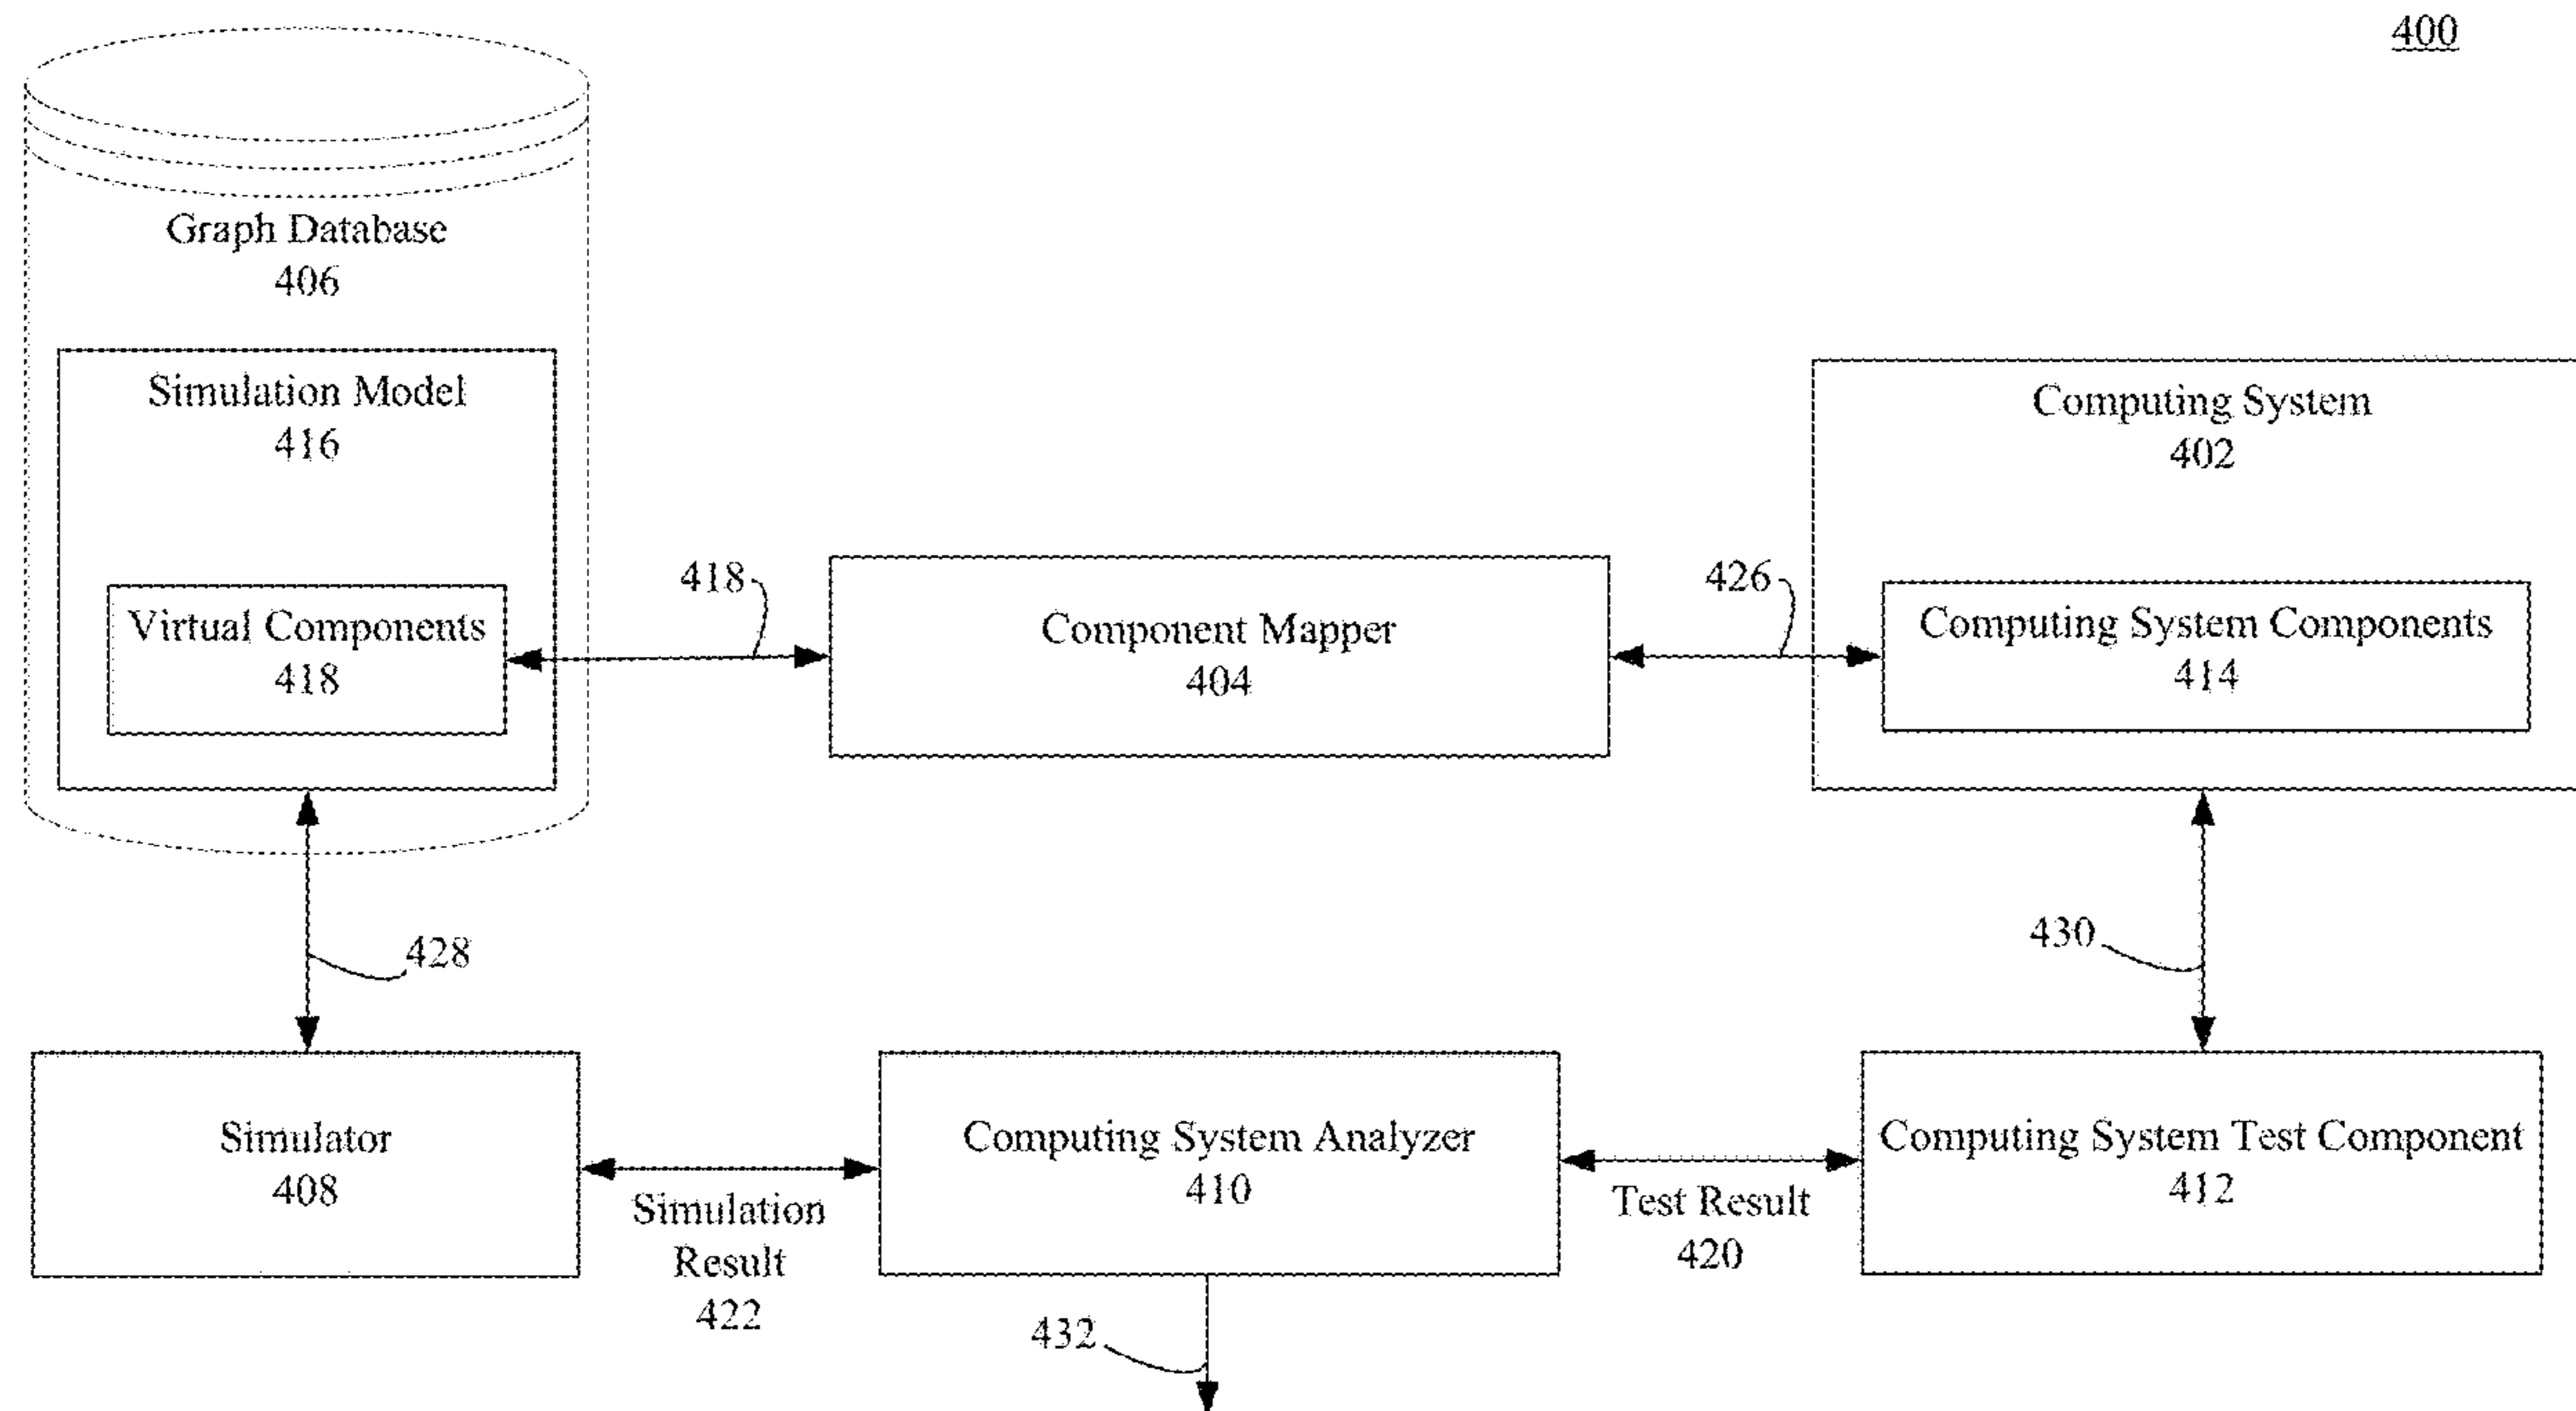 400
Graph Database
406
Simulation Model
416
Computing System
402
Virtual Components
418
418
Component Mapper
404
426
Computing System Components
414
428
430
Simulator
408
Simulation
Result
422
Computing System Analyzer
410
Test Result
420
Computing System Test Component
412
432